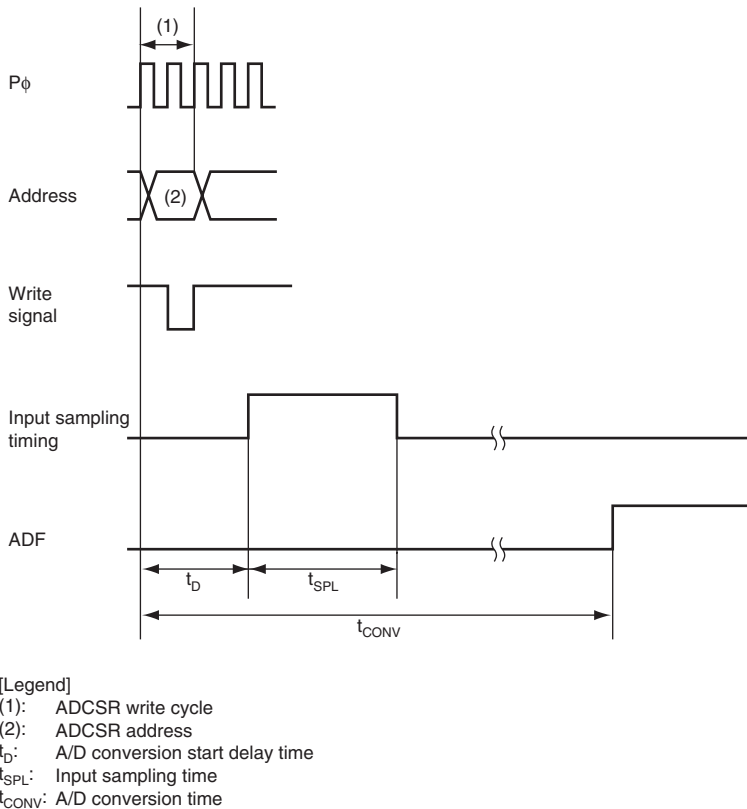 (1)
Pϕ
Address
(2)
Write
signal
Input sampling
timing
ADF
tD
tSPL
tCONV
[Legend]
(1): ADCSR write cycle
(2): ADCSR address
tD: A/D conversion start delay time
tSPL: Input sampling time
tCONV: A/D conversion time